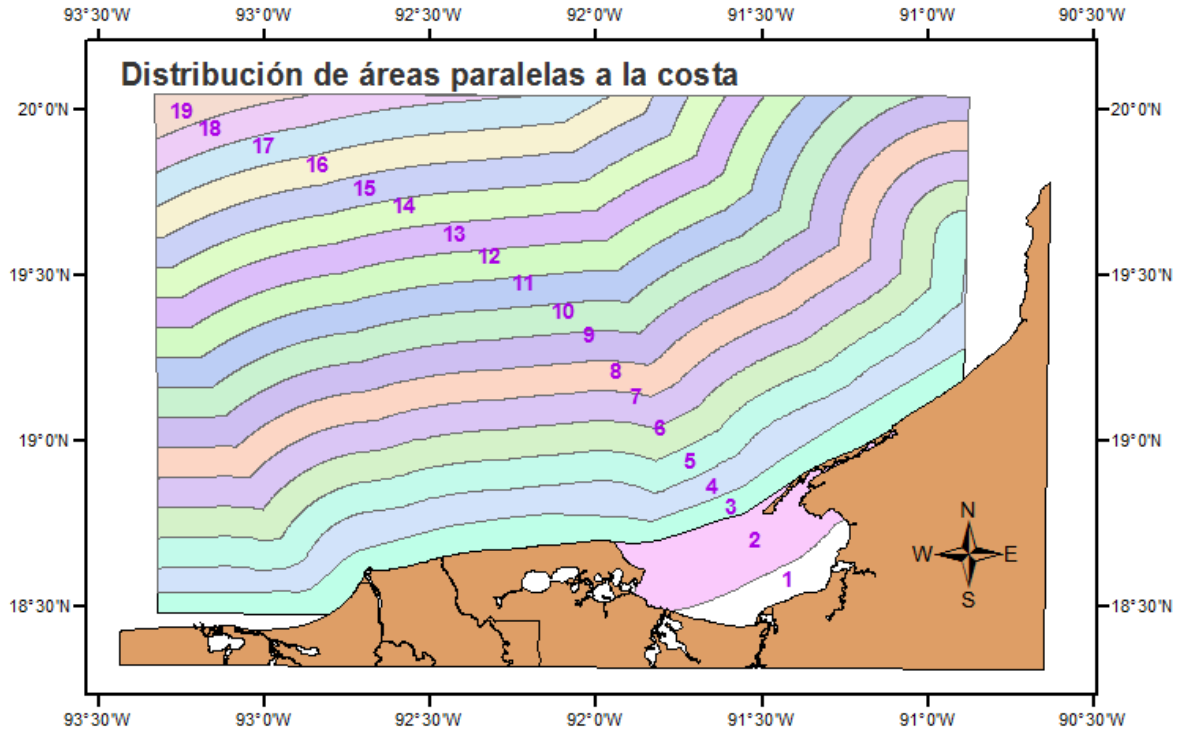 93°30'W 93°0'W 92°30'W 92°0'W 91°30'W 91°0'W 90°30'W
Distribución de áreas paralelas a la costa
20°0'N 20°0'N
19
18
17
16
15
14
13
12
19°30'N 19°30'N
11
10
9
8
7
6
19°0'N 19°0'N
5
4
3
2
1
N
W E
S
18°30'N 18°30'N
93°30'W 93°0'W 92°30'W 92°0'W 91°30'W 91°0'W 90°30'W